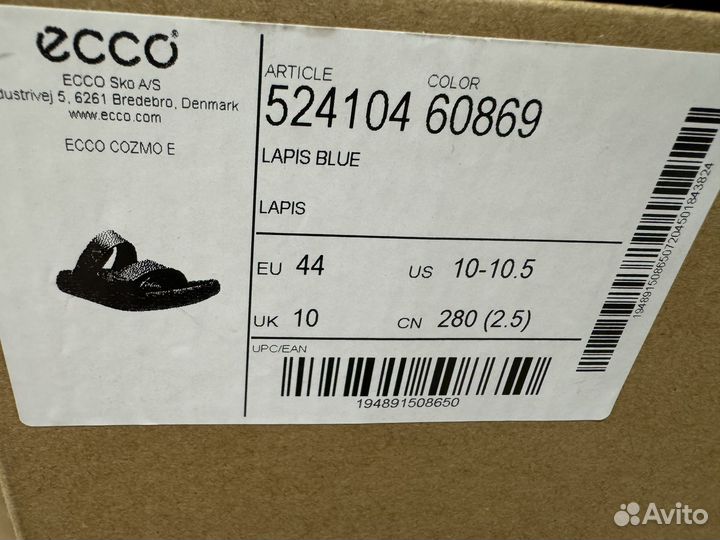 ecco®
ECCO Sko A/S
dustrivej 5, 6261 Bredebro, Denmark
www.ecco.com
ECCO COZMO E
ARTICLE COLOR
524104 60869
LAPIS BLUE
LAPIS
EU 44 US 10-10.5
UK 10 CN 280 (2.5)
UPC/EAN
194891508650
1948915086507204501843824
Avito